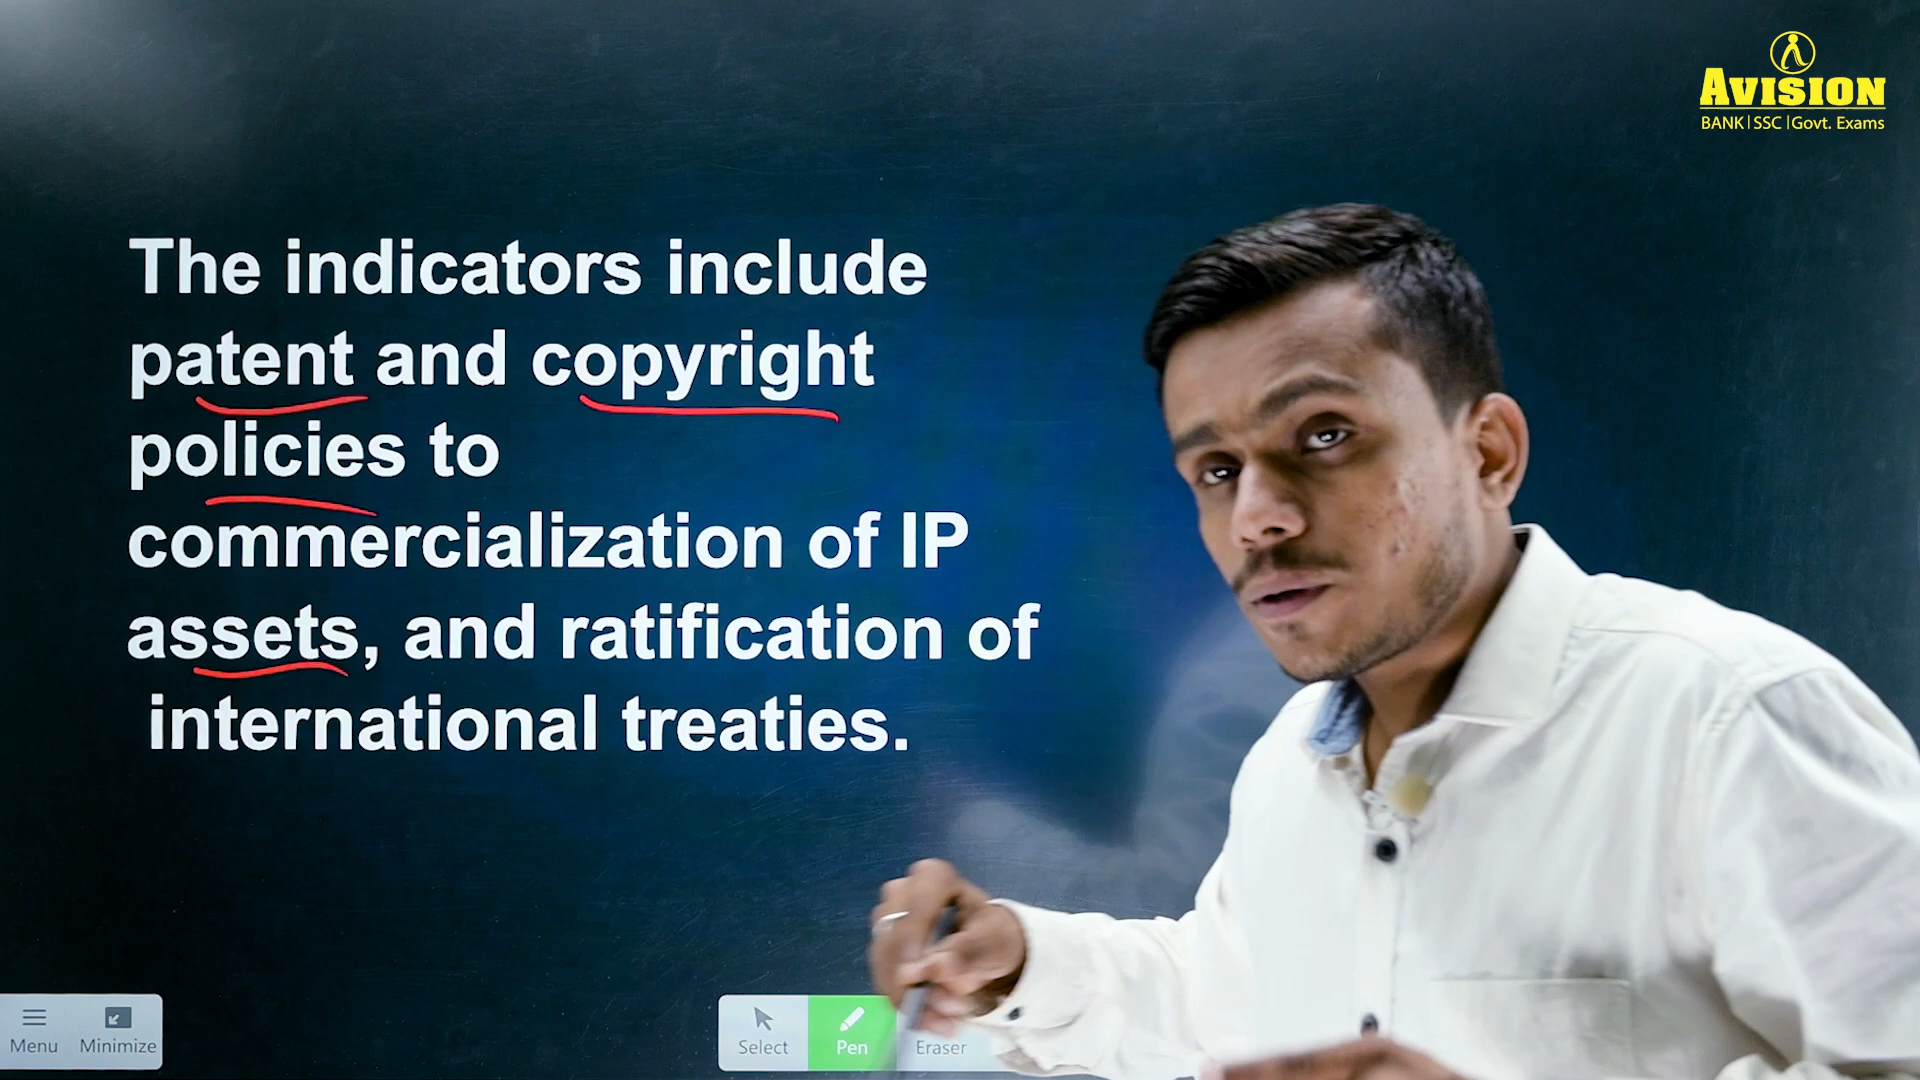 AVISION
BANK | SSC | Govt. Exams
The indicators include
patent and copyright
policies to
commercialization of IP
assets, and ratification of
international treaties.
Menu
Minimize
Select
Pen
Eraser